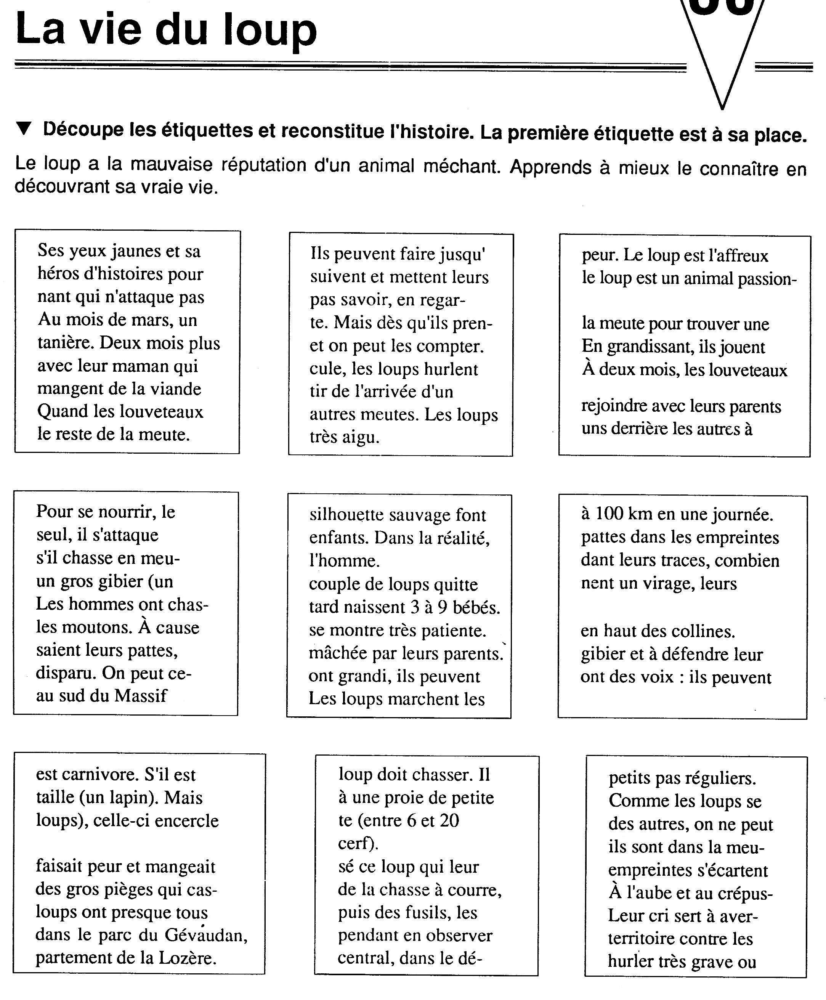 La vie du loup
▼ Découpe les étiquettes et reconstitue l'histoire. La première étiquette est à sa place.
Le loup a la mauvaise réputation d'un animal méchant. Apprends à mieux le connaître en
découvrant sa vraie vie.
Ses yeux jaunes et sa
héros d'histoires pour
nant qui n'attaque pas
Au mois de mars, un
tanière. Deux mois plus
avec leur maman qui
mangent de la viande
Quand les louveteaux
le reste de la meute.
Ils peuvent faire jusqu'
suivent et mettent leurs
pas savoir, en regar-
te. Mais dès qu'ils pren-
et on peut les compter.
cule, les loups hurlent
tir de l'arrivée d'un
autres meutes. Les loups
très aigu.
peur. Le loup est l'affreux
le loup est un animal passion-
la meute pour trouver une
En grandissant, ils jouent
À deux mois, les louveteaux
rejoindre avec leurs parents
uns derrière les autres à
Pour se nourrir, le
seul, il s'attaque
s'il chasse en meu-
un gros gibier (un
Les hommes ont chas-
les moutons. À cause
saient leurs pattes,
disparu. On peut ce-
au sud du Massif
silhouette sauvage font
enfants. Dans la réalité,
l'homme.
couple de loups quitte
tard naissent 3 à 9 bébés.
se montre très patiente.
mâchée par leurs parents.
ont grandi, ils peuvent
Les loups marchent les
à 100 km en une journée.
pattes dans les empreintes
dant leurs traces, combien
nent un virage, leurs
en haut des collines.
gibier et à défendre leur
ont des voix : ils peuvent
est carnivore. S'il est
taille (un lapin). Mais
loups), celle-ci encercle
faisait peur et mangeait
des gros pièges qui cas-
loups ont presque tous
dans le parc du Gévaudan,
partement de la Lozère.
loup doit chasser. Il
à une proie de petite
te (entre 6 et 20
cerf).
sé ce loup qui leur
de la chasse à courre,
puis des fusils, les
pendant en observer
central, dans le dé-
petits pas réguliers.
Comme les loups se
des autres, on ne peut
ils sont dans la meu-
empreintes s'écartent
À l'aube et au crépus-
Leur cri sert à aver-
territoire contre les
hurler très grave ou